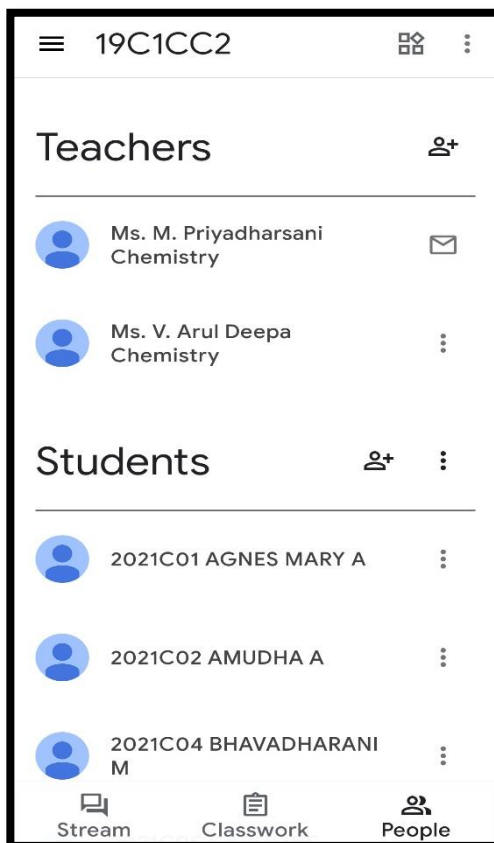 19C1CC2
Teachers
Ms. M. Priyadharsani
Chemistry
Ms. V. Arul Deepa
Chemistry
Students
2021C01 AGNES MARY A
2021C02 AMUDHA A
2021C04 BHAVADHARANI
M
Stream
Classwork
People